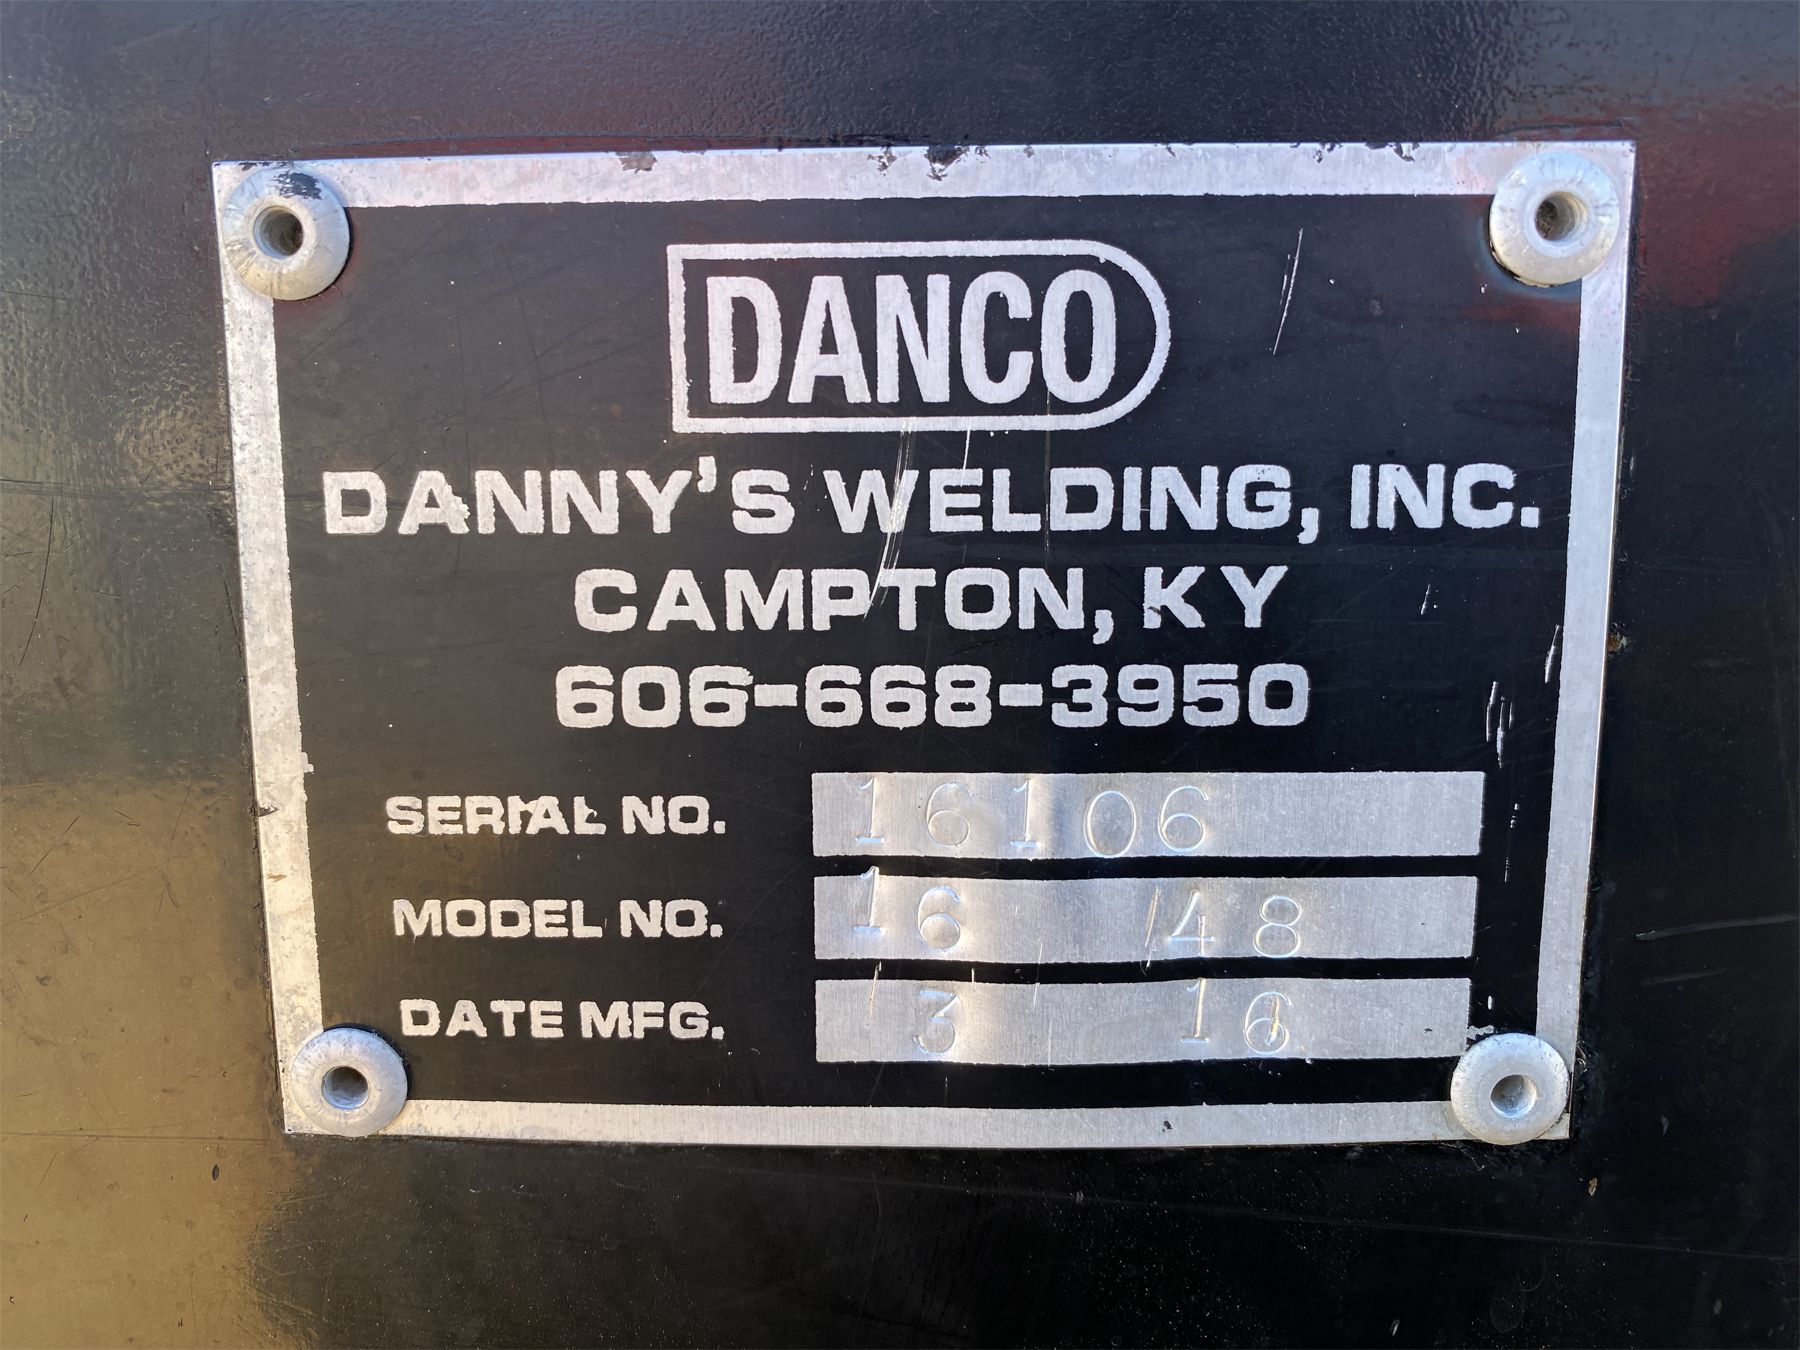 DANCO
DANNY'S WELDING, INC.
CAMPTON, KY
606-668-3950
SERIAL NO. 16106
MODEL NO. 16 48
DATE MFG. 3 16